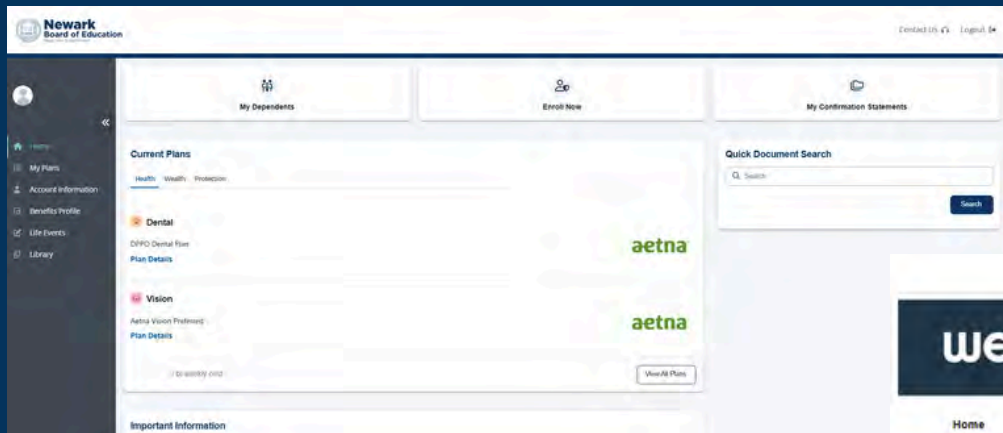 Newark
Board of Education
Contact Us
Logout
My Dependents
Enroll Now
My Confirmation Statements
Home
My Plans
Account Information
Benefits Profile
Life Events
Library
Current Plans
Health Wealth Protection
Dental
DPPO Dental Plan
Plan Details
aetna
Vision
Aetna Vision Preferred
Plan Details
aetna
View All Plans
Important Information
Quick Document Search
Search
Search
we
Home